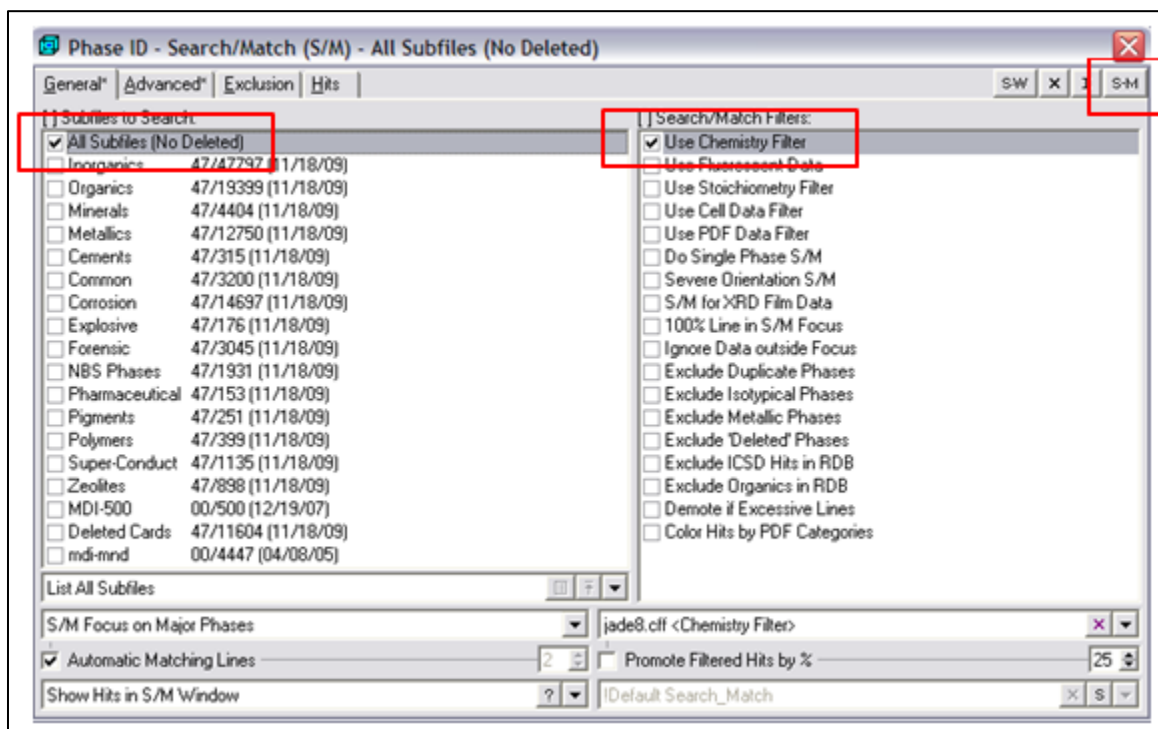 Phase ID - Search/Match (S/M) - All Subfiles (No Deleted)
General* Advanced* Exclusion Hits S-W X I S-M
[ ] Subfiles to Search:
All Subfiles (No Deleted)
Inorganics 47/47797 (11/18/09)
Organics 47/19399 (11/18/09)
Minerals 47/4404 (11/18/09)
Metallics 47/12750 (11/18/09)
Cements 47/315 (11/18/09)
Common 47/3200 (11/18/09)
Corrosion 47/14697 (11/18/09)
Explosive 47/176 (11/18/09)
Forensic 47/3045 (11/18/09)
NBS Phases 47/1931 (11/18/09)
Pharmaceutical 47/153 (11/18/09)
Pigments 47/251 (11/18/09)
Polymers 47/399 (11/18/09)
Super-Conduct 47/1135 (11/18/09)
Zeolites 47/898 (11/18/09)
MDI-500 00/500 (12/19/07)
Deleted Cards 47/11604 (11/18/09)
mdi-mnd 00/4447 (04/08/05)
List All Subfiles
[ ] Search/Match Filters:
Use Chemistry Filter
Use Fluorescent Data
Use Stoichiometry Filter
Use Cell Data Filter
Use PDF Data Filter
Do Single Phase S/M
Severe Orientation S/M
S/M for XRD Film Data
100% Line in S/M Focus
Ignore Data outside Focus
Exclude Duplicate Phases
Exclude Isotypical Phases
Exclude Metallic Phases
Exclude 'Deleted' Phases
Exclude ICSD Hits in RDB
Exclude Organics in RDB
Demote if Excessive Lines
Color Hits by PDF Categories
S/M Focus on Major Phases
jade8.cff <Chemistry Filter>
Automatic Matching Lines 2
Promote Filtered Hits by % 25
Show Hits in S/M Window ?
!Default Search_Match S